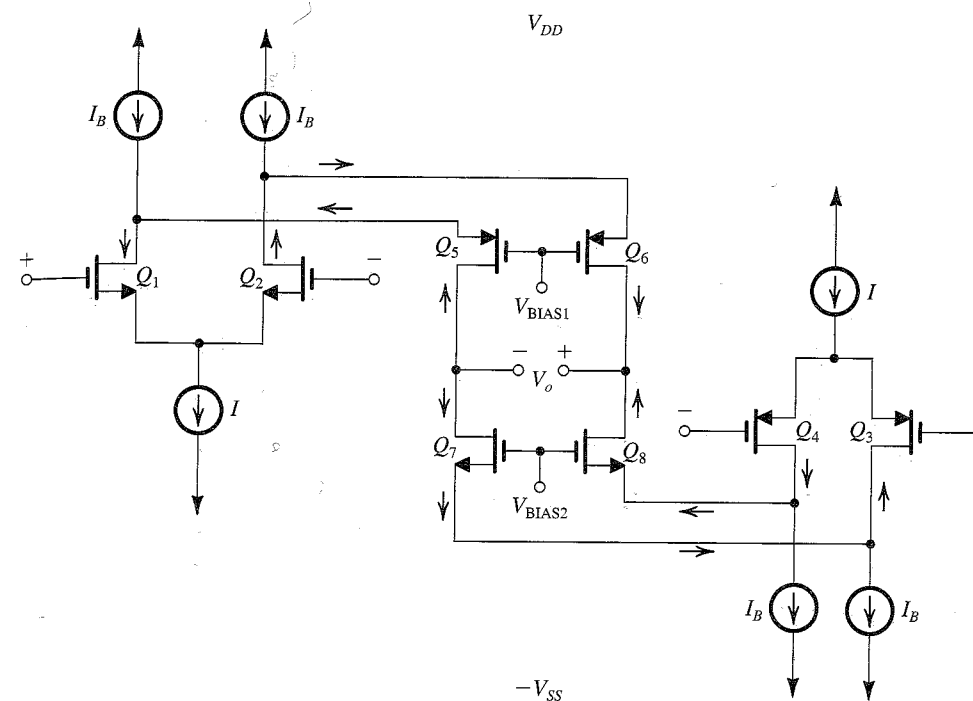 V_DD
I_B
I_B
+
Q_1
Q_2
−
Q_5
Q_6
V_BIAS1
I
− V_o +
I
Q_7
Q_8
V_BIAS2
−
Q_4
Q_3
I_B
I_B
−V_SS